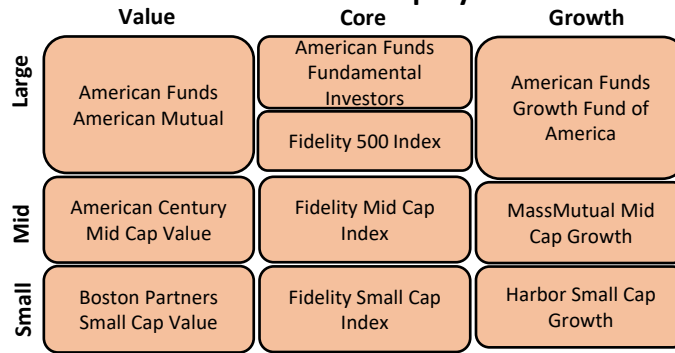 Value Core Growth
Large
American Funds
American Mutual
American Funds
Fundamental
Investors
Fidelity 500 Index
American Funds
Growth Fund of
America
Mid
American Century
Mid Cap Value
Fidelity Mid Cap
Index
MassMutual Mid
Cap Growth
Small
Boston Partners
Small Cap Value
Fidelity Small Cap
Index
Harbor Small Cap
Growth